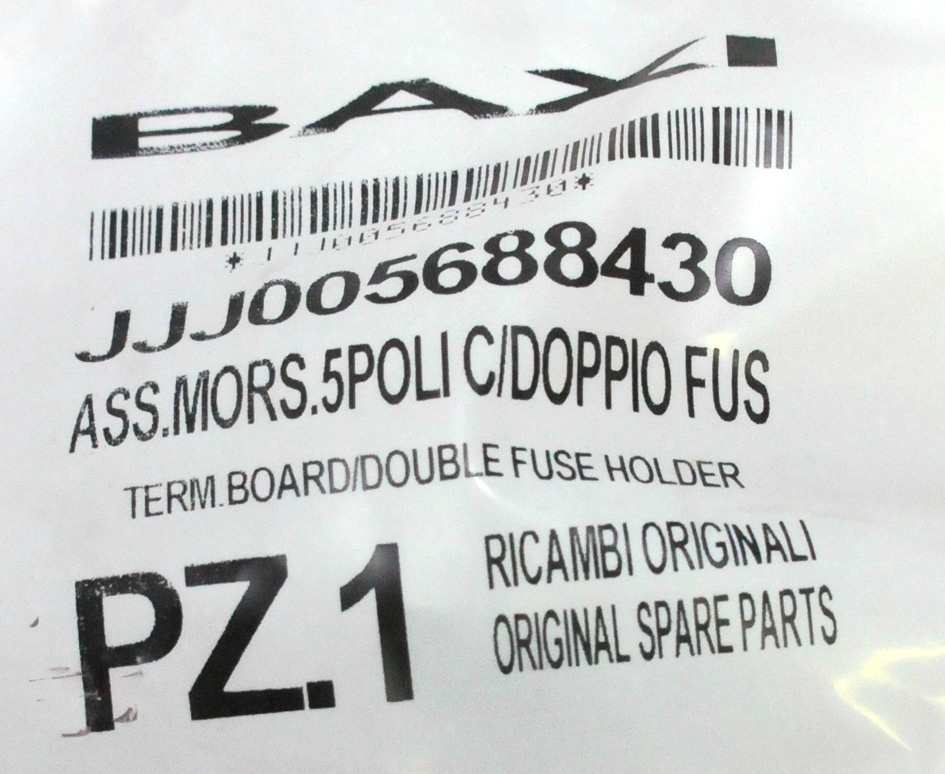 BAXI
*JJJ005688430*
JJJ005688430
ASS.MORS.5POLI C/DOPPIO FUS
TERM.BOARD/DOUBLE FUSE HOLDER
PZ.1
RICAMBI ORIGINALI
ORIGINAL SPARE PARTS